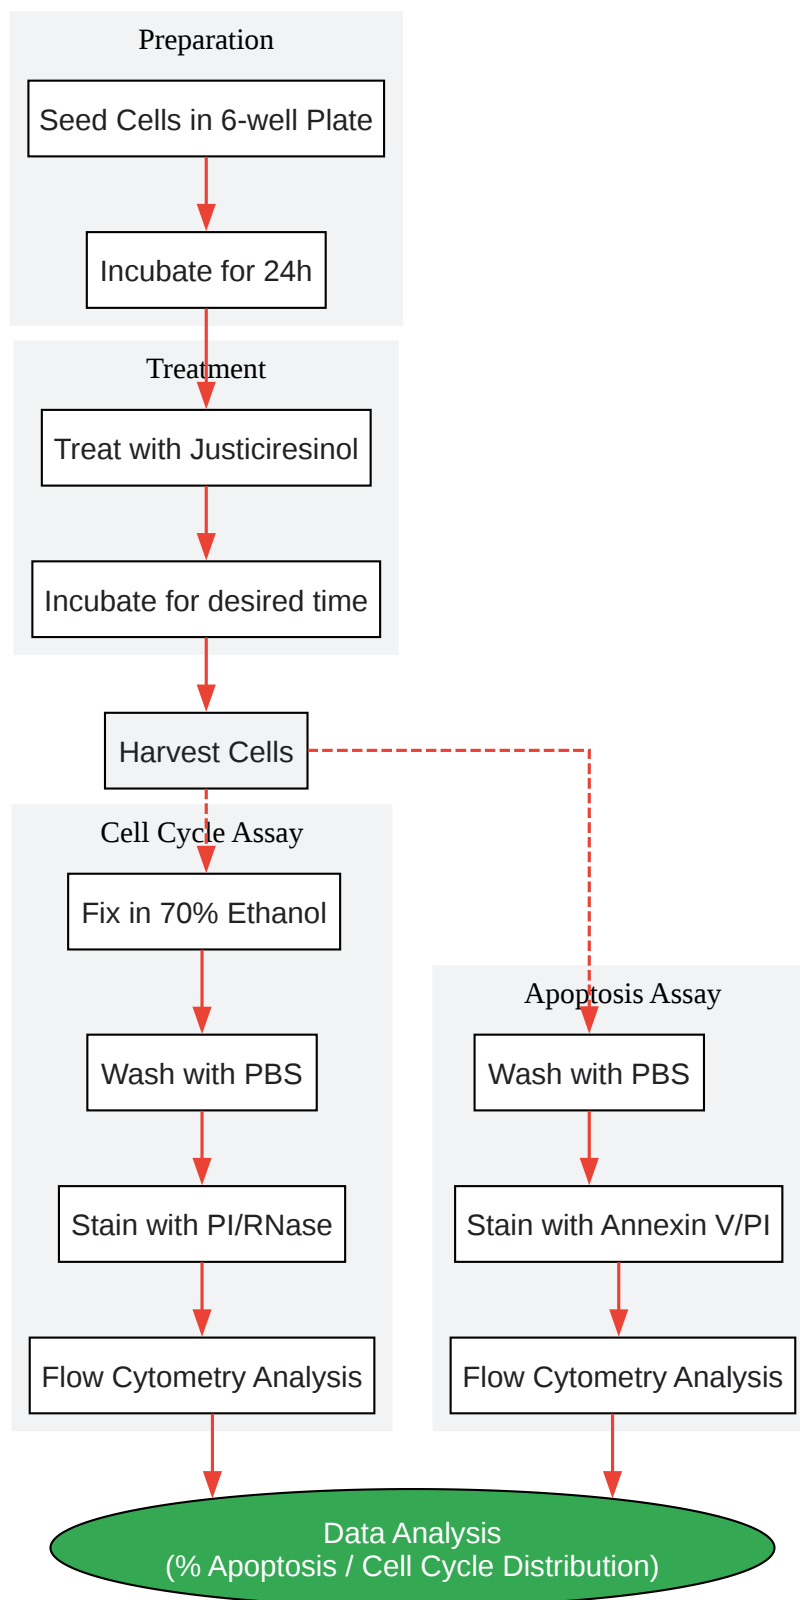 Preparation
Seed Cells in 6-well Plate
Incubate for 24h
Treatment
Treat with Justiciresinol
Incubate for desired time
Harvest Cells
Cell Cycle Assay
Fix in 70% Ethanol
Wash with PBS
Stain with PI/RNase
Flow Cytometry Analysis
Apoptosis Assay
Wash with PBS
Stain with Annexin V/PI
Flow Cytometry Analysis
Data Analysis
(% Apoptosis / Cell Cycle Distribution)